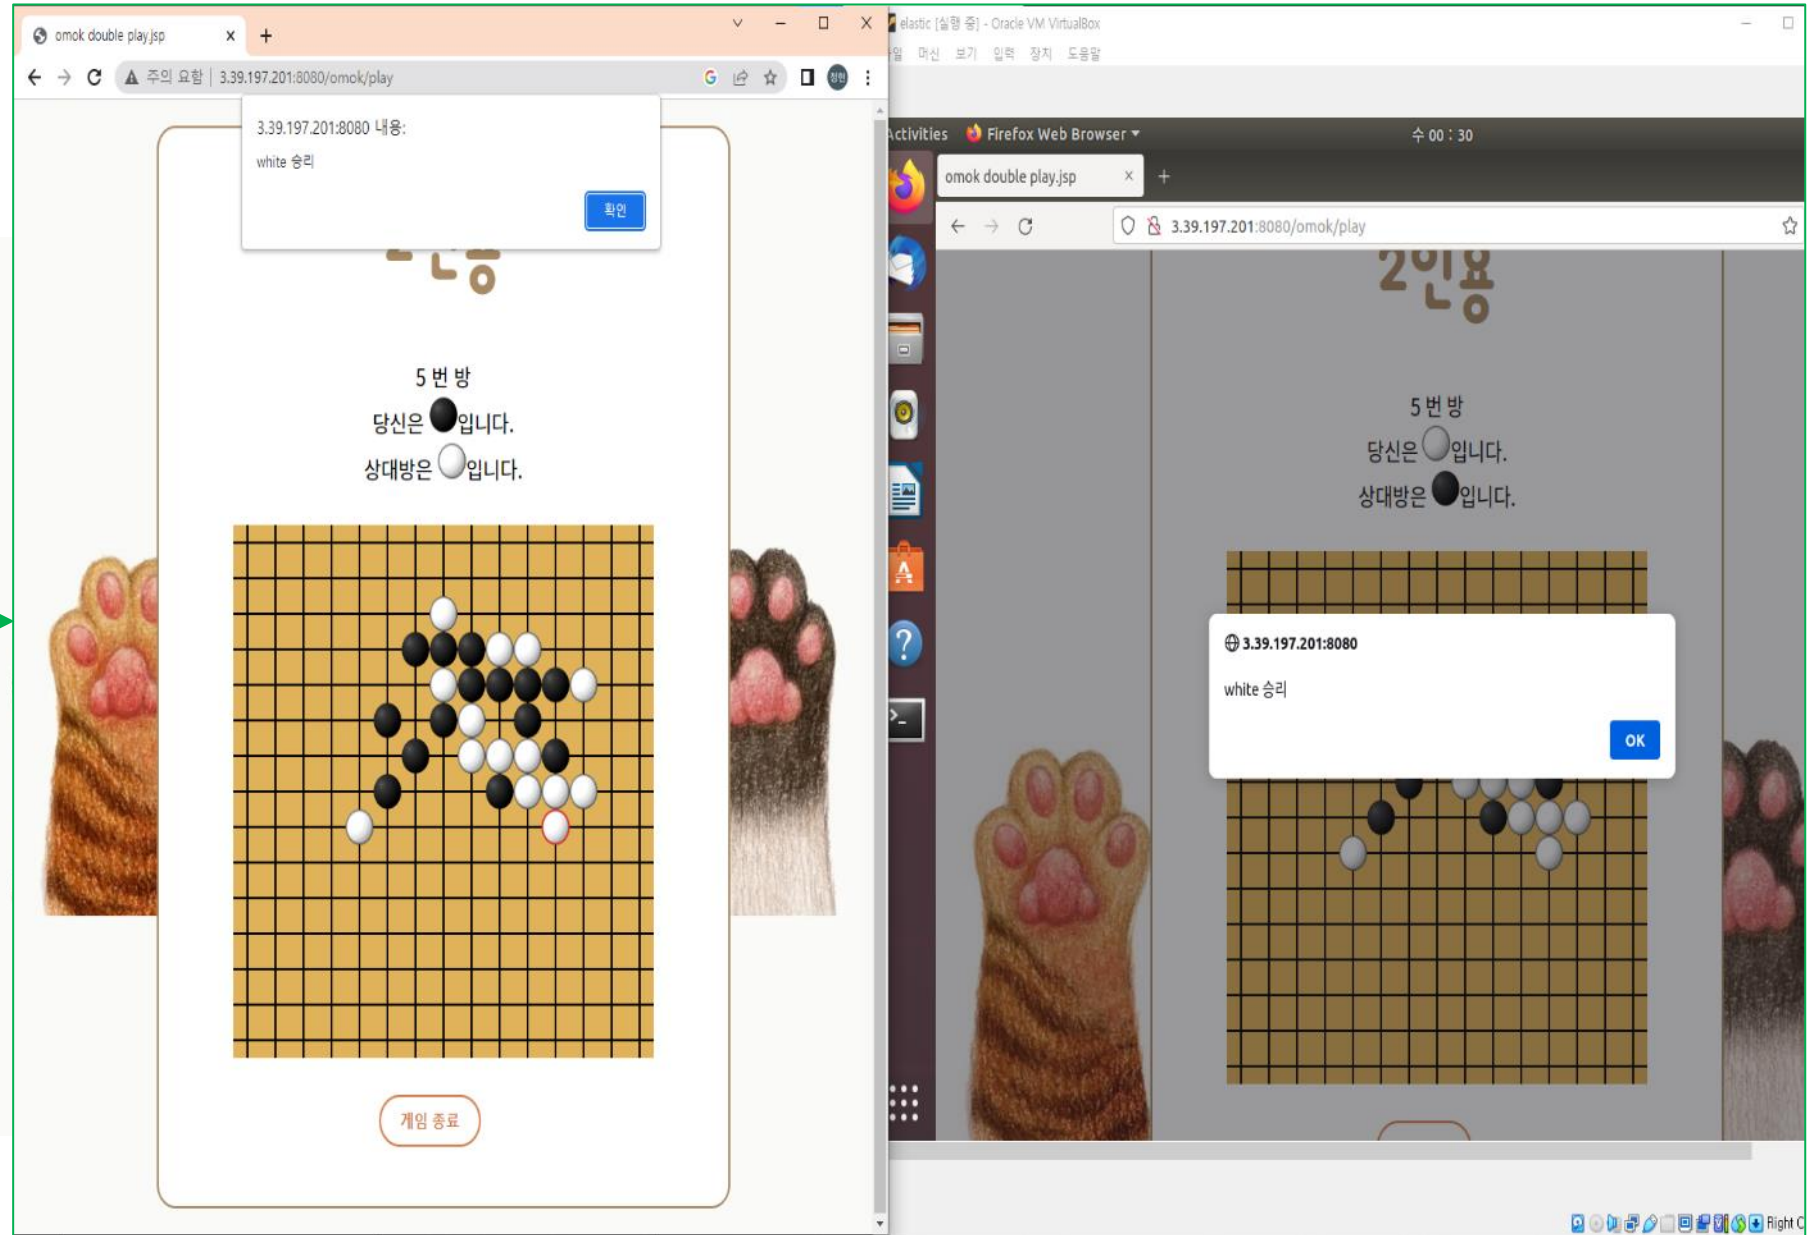 omok double play.jsp
주의 요함 | 3.39.197.201:8080/omok/play
정현
3.39.197.201:8080 내용:
white 승리
확인
5 번 방
당신은 입니다.
상대방은 입니다.
게임 종료
elastic [실행 중] - Oracle VM VirtualBox
머신 보기 입력 장치 도움말
Activities Firefox Web Browser
수 00 : 30
omok double play.jsp
3.39.197.201:8080/omok/play
2인용
5 번 방
당신은 입니다.
상대방은 입니다.
3.39.197.201:8080
white 승리
OK
Right C